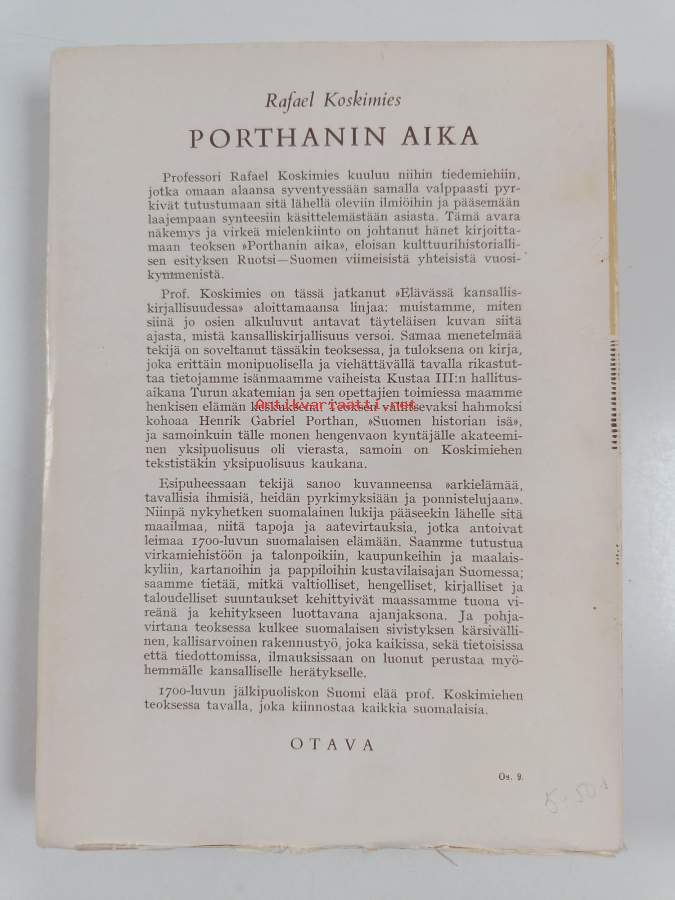 Rafael Koskimies
PORTHANIN AIKA
Professori Rafael Koskimies kuuluu niihin tiedemiehiin,
jotka omaan alaansa syventyessään samalla valppaasti pyr-
kivät tutustumaan sitä lähellä oleviin ilmiöihin ja pääsemään
laajempaan synteesiin käsittelemästään asiasta. Tämä avara
näkemys ja virkeä mielenkiinto on johtanut hänet kirjoitta-
maan teoksen »Porthanin aika», eloisan kulttuurihistorialli-
sen esityksen Ruotsi—Suomen viimeisistä yhteisistä vuosi-
kymmenistä.
Prof. Koskimies on tässä jatkanut »Elävässä kansallis-
kirjallisuudessa» aloittamaansa linjaa: muistamme, miten
siinä jo osien alkuluvut antavat täyteläisen kuvan siitä
ajasta, mistä kansalliskirjallisuus versoi. Samaa menetelmää
tekijä on soveltanut tässäkin teoksessa, ja tuloksena on kirja,
joka erittäin monipuolisella ja viehättävällä tavalla rikastut-
taa tietojamme isänmaamme vaiheista Kustaa III:n hallitus-
aikana Turun akatemian ja sen opettajien toimiessa maamme
henkisen elämän keskuksena. Teoksen vallitsevaksi hahmoksi
Antikvariaatti.net
kohoaa Henrik Gabriel Porthan, »Suomen historian isä»,
ja samoinkuin tälle monen hengenvaon kyntäjälle akateemi-
nen yksipuolisuus oli vierasta, samoin on Koskimiehen
tekstistäkin yksipuolisuus kaukana.
Esipuheessaan tekijä sanoo kuvanneensa »arkielämää,
tavallisia ihmisiä, heidän pyrkimyksiään ja ponnistelujaan».
Niinpä nykyhetken suomalainen lukija pääseekin lähelle sitä
maailmaa, niitä tapoja ja aatevirtauksia, jotka antoivat
leimaa 1700-luvun suomalaisen elämään. Saamme tutustua
virkamiehistöön ja talonpoikiin, kaupunkeihin ja maalais-
kyliin, kartanoihin ja pappiloihin kustavilaisajan Suomessa;
saamme tietää, mitkä valtiolliset, hengelliset, kirjalliset ja
taloudelliset suuntaukset kehittyivät maassamme tuona vi-
reänä ja kehitykseen luottavana ajanjaksona. Ja pohja-
virtana teoksessa kulkee suomalaisen sivistyksen kärsivälli-
nen, kallisarvoinen rakennustyö, joka kaikissa, sekä tietoisissa
että tiedottomissa, ilmauksissaan on luonut perustaa myö-
hemmälle kansalliselle herätykselle.
1700-luvun jälkipuoliskon Suomi elää prof. Koskimiehen
teoksessa tavalla, joka kiinnostaa kaikkia suomalaisia.
OTAVA
Os. 9.